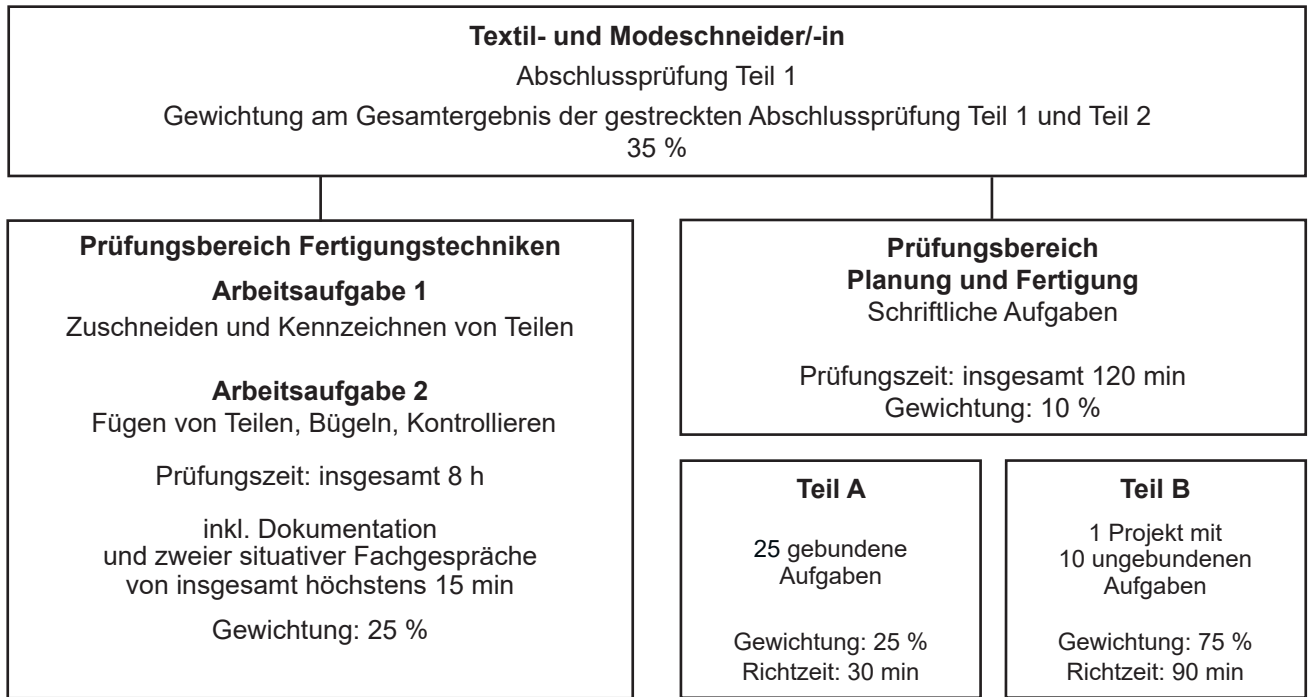 Textil- und Modeschneider/-in
Abschlussprüfung Teil 1
Gewichtung am Gesamtergebnis der gestreckten Abschlussprüfung Teil 1 und Teil 2
35 %
Prüfungsbereich Fertigungstechniken
Arbeitsaufgabe 1
Zuschneiden und Kennzeichnen von Teilen
Arbeitsaufgabe 2
Fügen von Teilen, Bügeln, Kontrollieren
Prüfungszeit: insgesamt 8 h
inkl. Dokumentation
und zweier situativer Fachgespräche
von insgesamt höchstens 15 min
Gewichtung: 25 %
Prüfungsbereich
Planung und Fertigung
Schriftliche Aufgaben
Prüfungszeit: insgesamt 120 min
Gewichtung: 10 %
Teil A
25 gebundene
Aufgaben
Gewichtung: 25 %
Richtzeit: 30 min
Teil B
1 Projekt mit
10 ungebundenen
Aufgaben
Gewichtung: 75 %
Richtzeit: 90 min